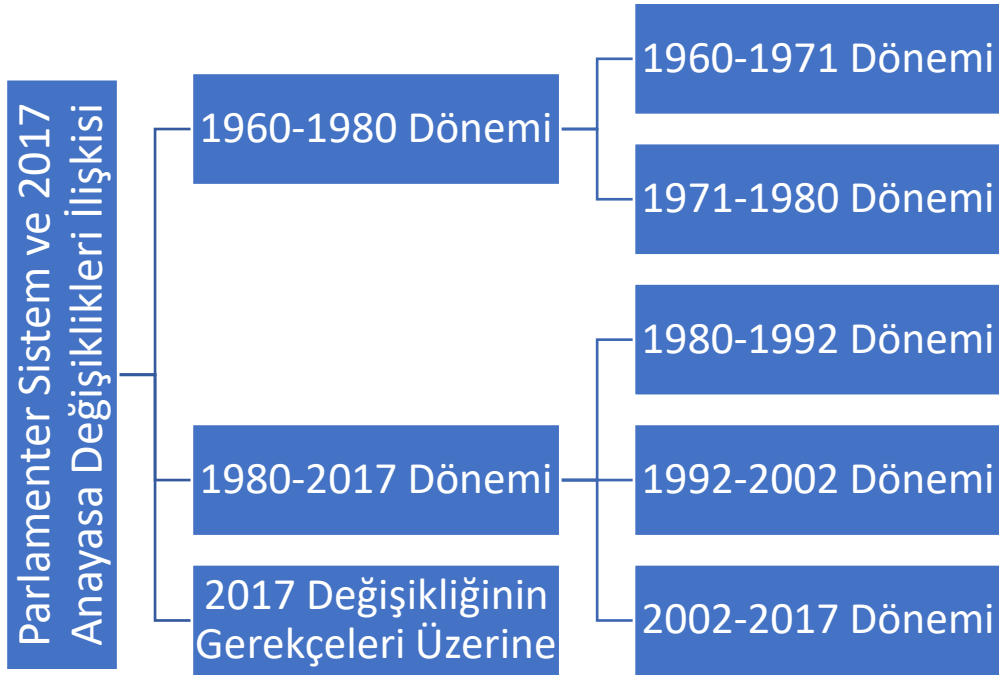 Parlamenter Sistem ve 2017
Anayasa Değişiklikleri İlişkisi
1960-1980 Dönemi
1960-1971 Dönemi
1971-1980 Dönemi
1980-2017 Dönemi
1980-1992 Dönemi
1992-2002 Dönemi
2002-2017 Dönemi
2017 Değişikliğinin
Gerekçeleri Üzerine